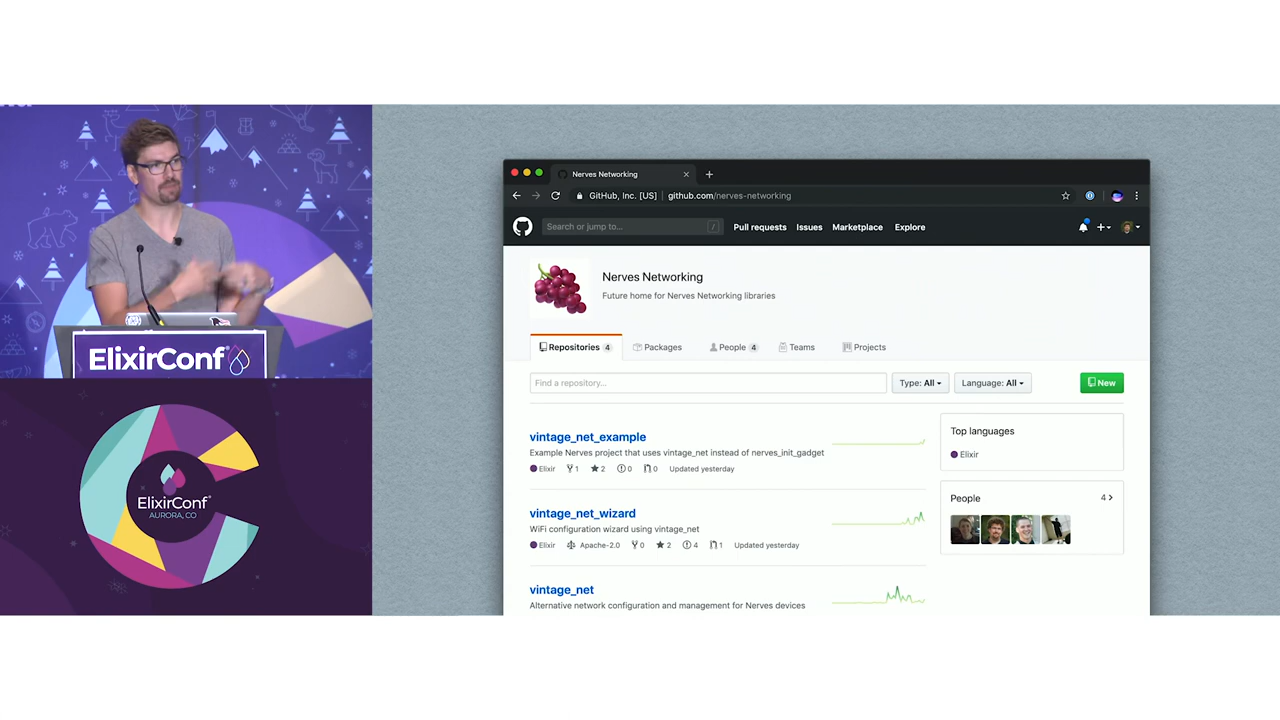 ElixirConf
ElixirConf
AURORA, CO
Nerves Networking
GitHub, Inc. [US] | github.com/nerves-networking
Search or jump to... /
Pull requests Issues Marketplace Explore
Nerves Networking
Future home for Nerves Networking libraries
Repositories 4 Packages People 4 Teams Projects
Find a repository... Type: All Language: All New
vintage_net_example
Example Nerves project that uses vintage_net instead of nerves_init_gadget
Elixir 1 2 0 0 Updated yesterday
vintage_net_wizard
WiFi configuration wizard using vintage_net
Elixir Apache-2.0 0 2 4 1 Updated yesterday
vintage_net
Alternative network configuration and management for Nerves devices
Top languages
Elixir
People 4 >